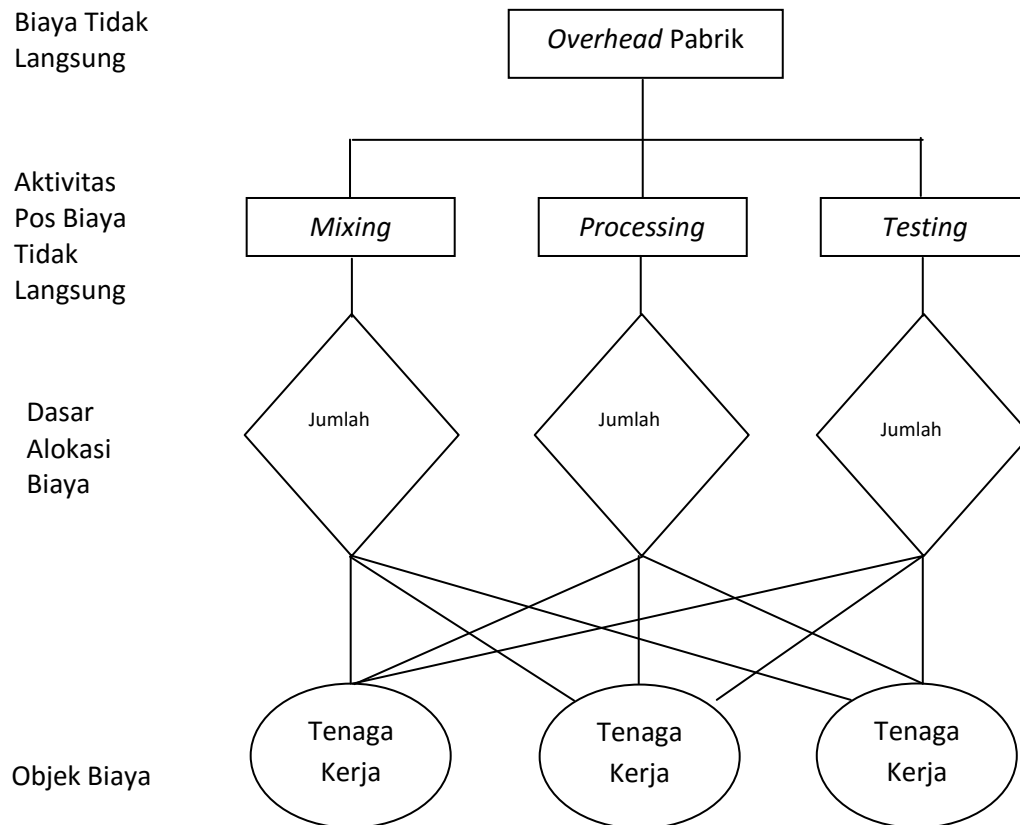 Biaya Tidak
Langsung
Overhead Pabrik
Aktivitas
Pos Biaya
Tidak
Langsung
Mixing
Processing
Testing
Dasar
Alokasi
Biaya
Jumlah
Jumlah
Jumlah
Objek Biaya
Tenaga
Kerja
Tenaga
Kerja
Tenaga
Kerja